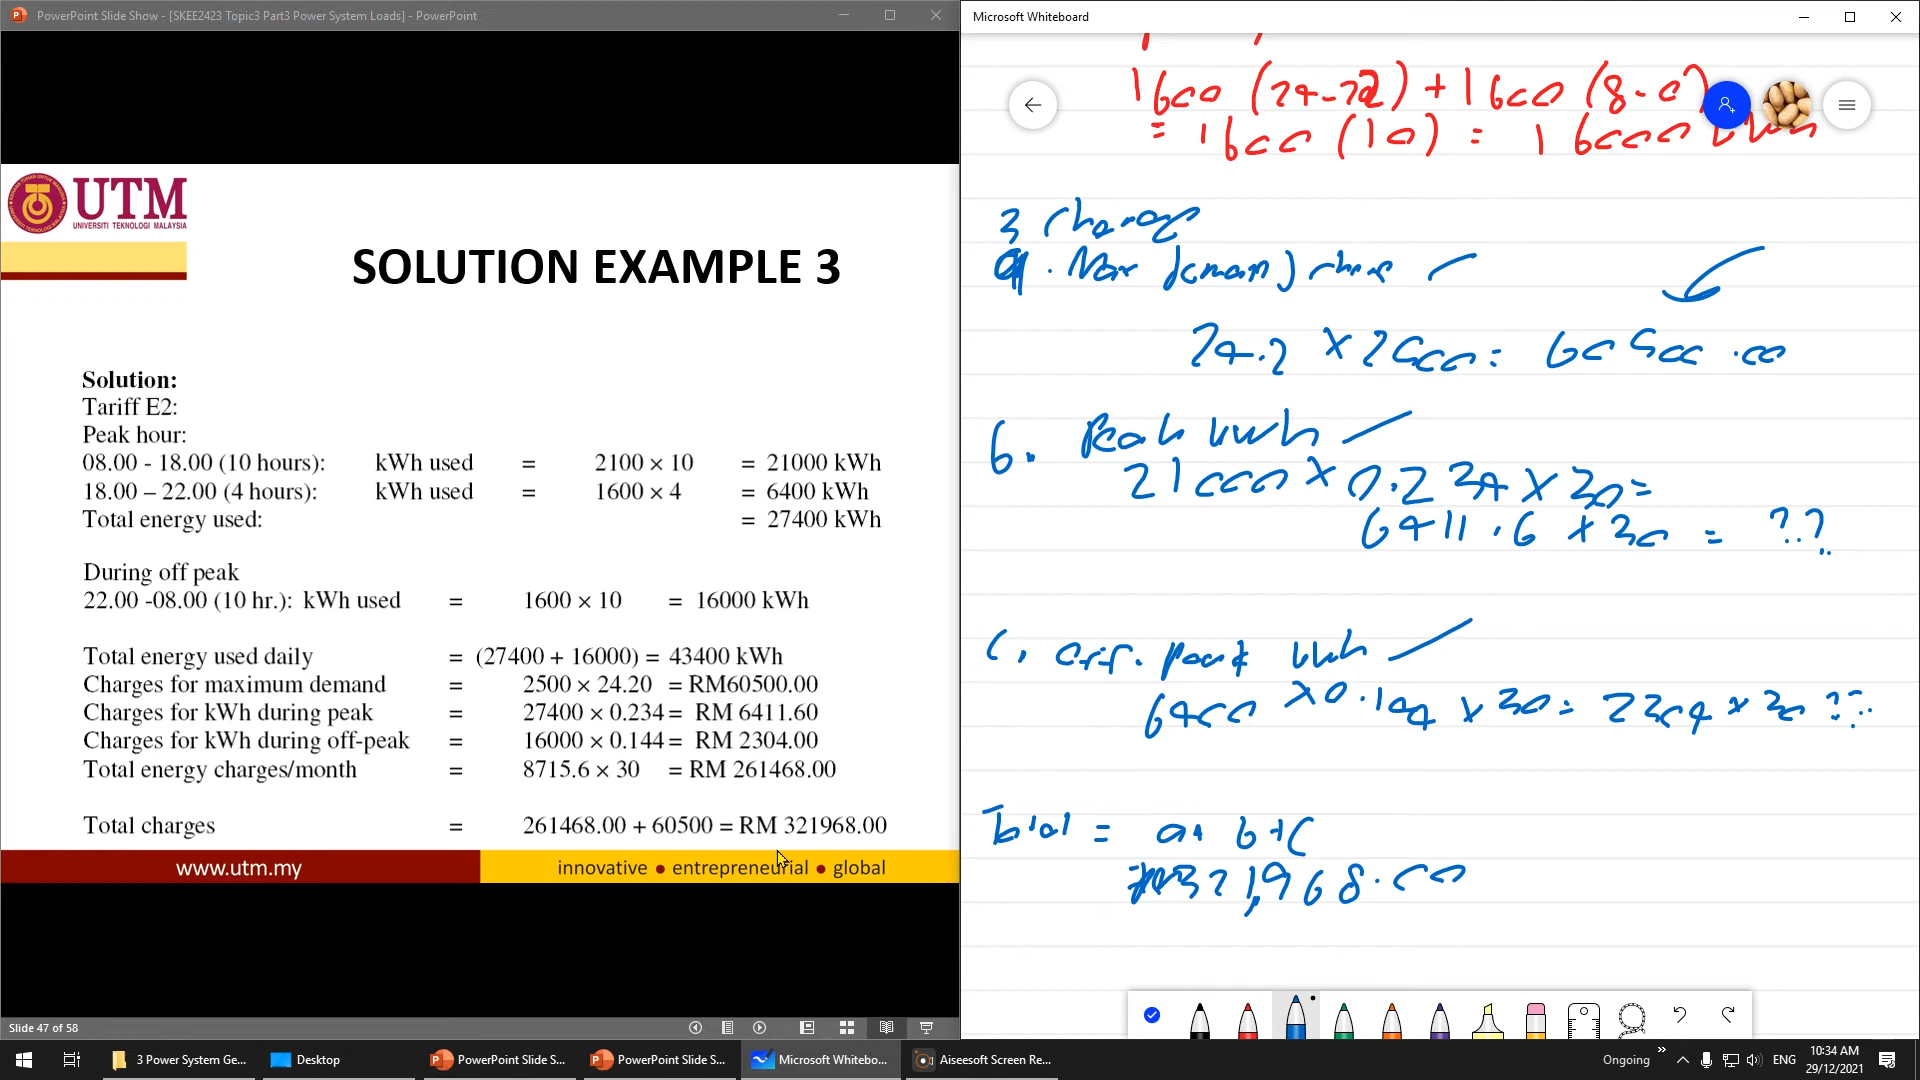 PowerPoint Slide Show - [SKEE2423 Topic3 Part3 Power System Loads] - PowerPoint
UTM
UNIVERSITI TEKNOLOGI MALAYSIA
SOLUTION EXAMPLE 3
Solution:
Tariff E2:
Peak hour:
08.00 - 18.00 (10 hours): kWh used = 2100 × 10 = 21000 kWh
18.00 – 22.00 (4 hours): kWh used = 1600 × 4 = 6400 kWh
Total energy used: = 27400 kWh
During off peak
22.00 -08.00 (10 hr.): kWh used = 1600 × 10 = 16000 kWh
Total energy used daily = (27400 + 16000) = 43400 kWh
Charges for maximum demand = 2500 × 24.20 = RM60500.00
Charges for kWh during peak = 27400 × 0.234 = RM 6411.60
Charges for kWh during off-peak = 16000 × 0.144 = RM 2304.00
Total energy charges/month = 8715.6 × 30 = RM 261468.00
Total charges = 261468.00 + 60500 = RM 321968.00
www.utm.my
innovative ● entrepreneurial ● global
Slide 47 of 58
Microsoft Whiteboard
1600 (24-22) + 1600 (8-0)
= 1600 (10) = 16000 kWh
3 charges
a. Max demand charge
24.2 × 2500 = 60500.00
b. Peak kWh
21000 × 0.234 × 30 =
6411.6 × 30 = ??
C. off. peak kWh
6400 × 0.144 × 30 = 2304 × 30 ??
Total = a+b+C
321,968.00
3 Power System Ge...
Desktop
PowerPoint Slide S...
PowerPoint Slide S...
Microsoft Whitebo...
Aiseesoft Screen Re...
Ongoing
ENG
10:34 AM
29/12/2021